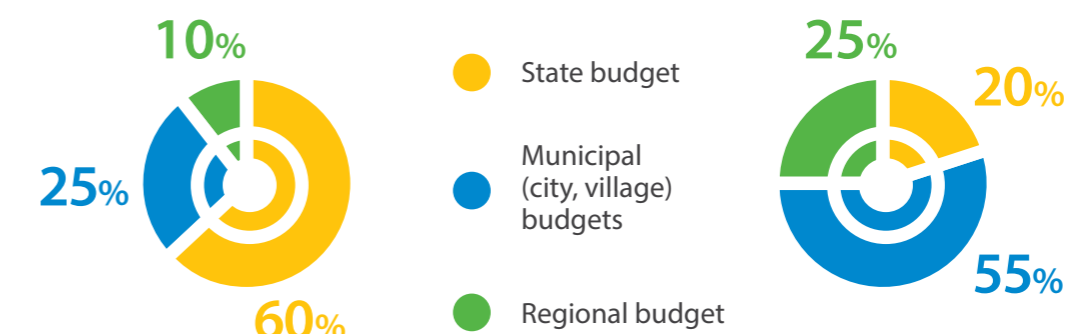 10%
25%
60%
State budget
Municipal
(city, village)
budgets
Regional budget
25%
20%
55%